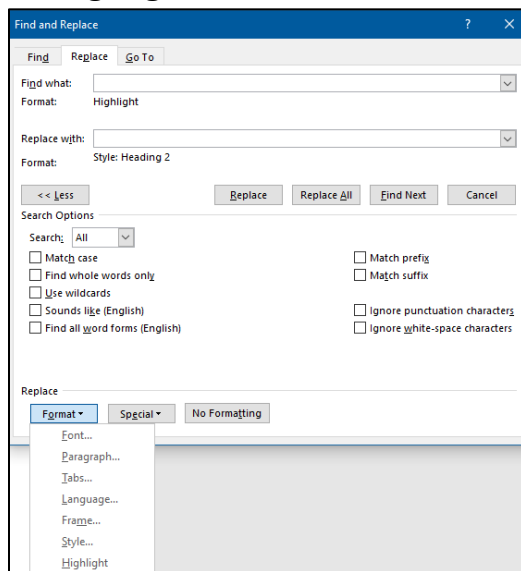 Find and Replace ? ×
Find Replace Go To
Find what:
Format: Highlight
Replace with:
Format: Style: Heading 2
<< Less Replace Replace All Find Next Cancel
Search Options
Search: All
Match case Match prefix
Find whole words only Match suffix
Use wildcards
Sounds like (English) Ignore punctuation characters
Find all word forms (English) Ignore white-space characters
Replace
Format Special No Formatting
Font...
Paragraph...
Tabs...
Language...
Frame...
Style...
Highlight